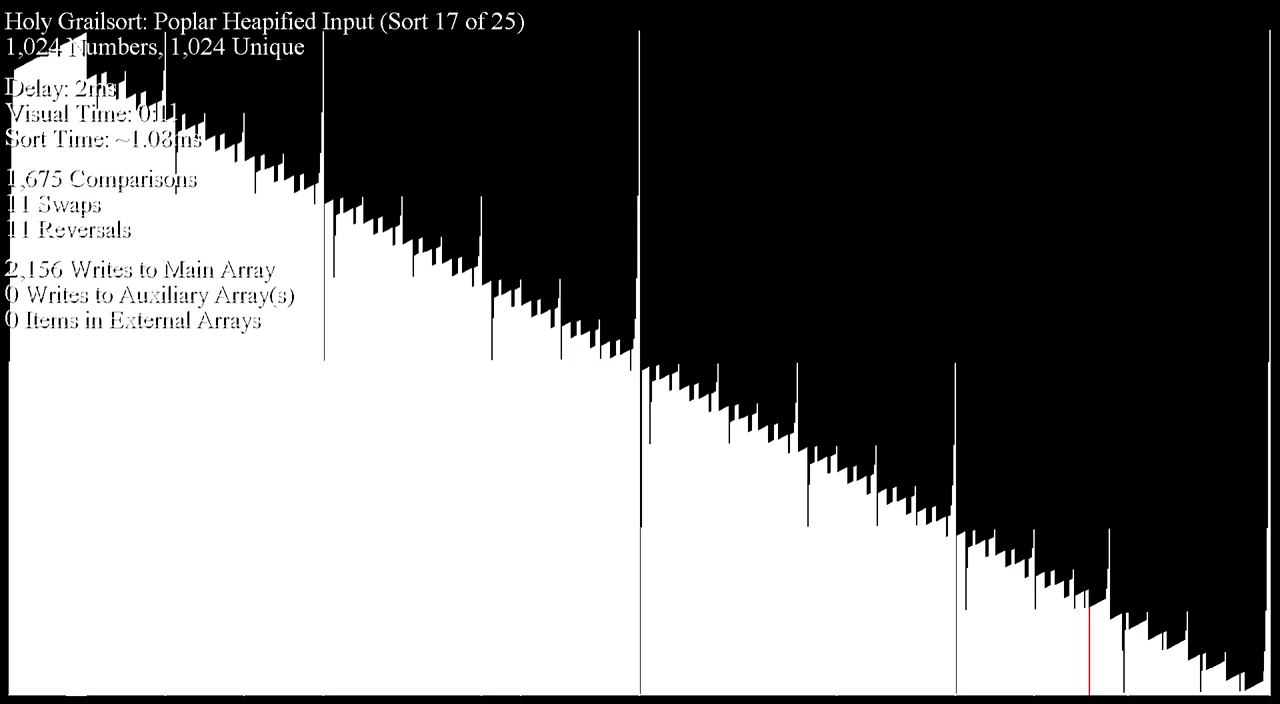 Holy Grailsort: Poplar Heapified Input (Sort 17 of 25)
1,024 Numbers, 1,024 Unique
Delay: 2ms
Visual Time: 0:11
Sort Time: ~1.08ms
1,675 Comparisons
11 Swaps
11 Reversals
2,156 Writes to Main Array
0 Writes to Auxiliary Array(s)
0 Items in External Arrays